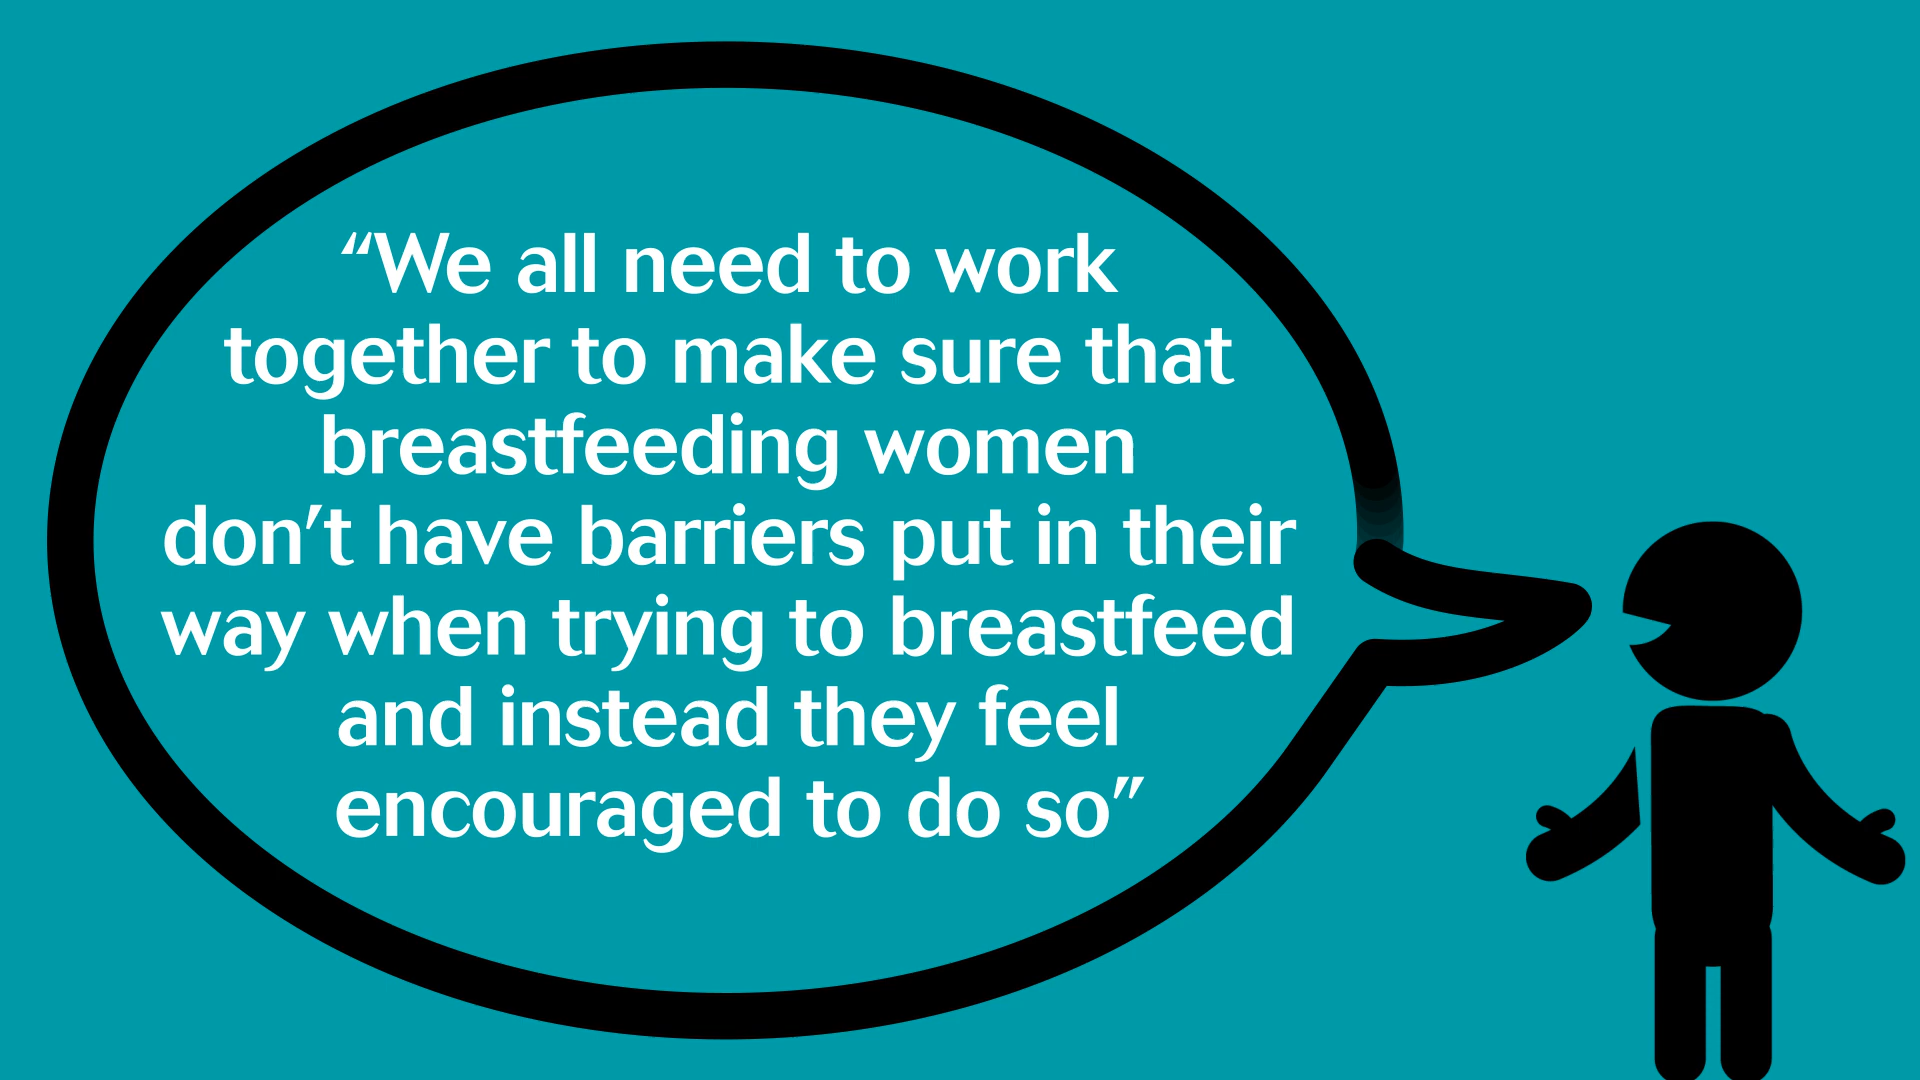 “We all need to work
together to make sure that
breastfeeding women
don’t have barriers put in their
way when trying to breastfeed
and instead they feel
encouraged to do so”